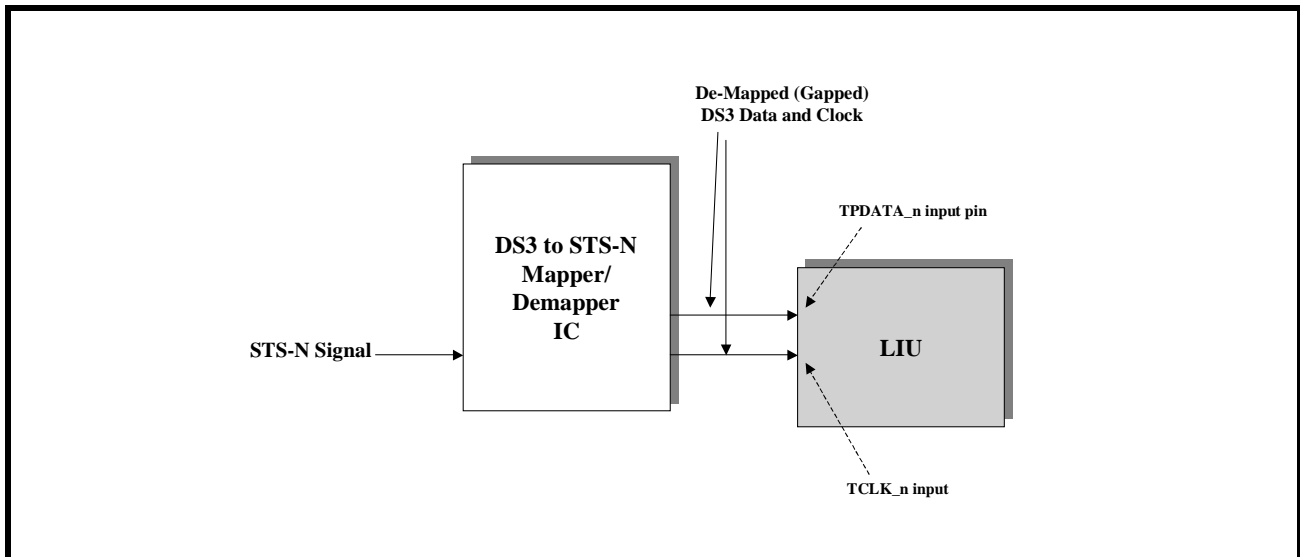 De-Mapped (Gapped)
DS3 Data and Clock
TPDATA_n input pin
DS3 to STS-N
Mapper/
Demapper
IC
STS-N Signal
LIU
TCLK_n input